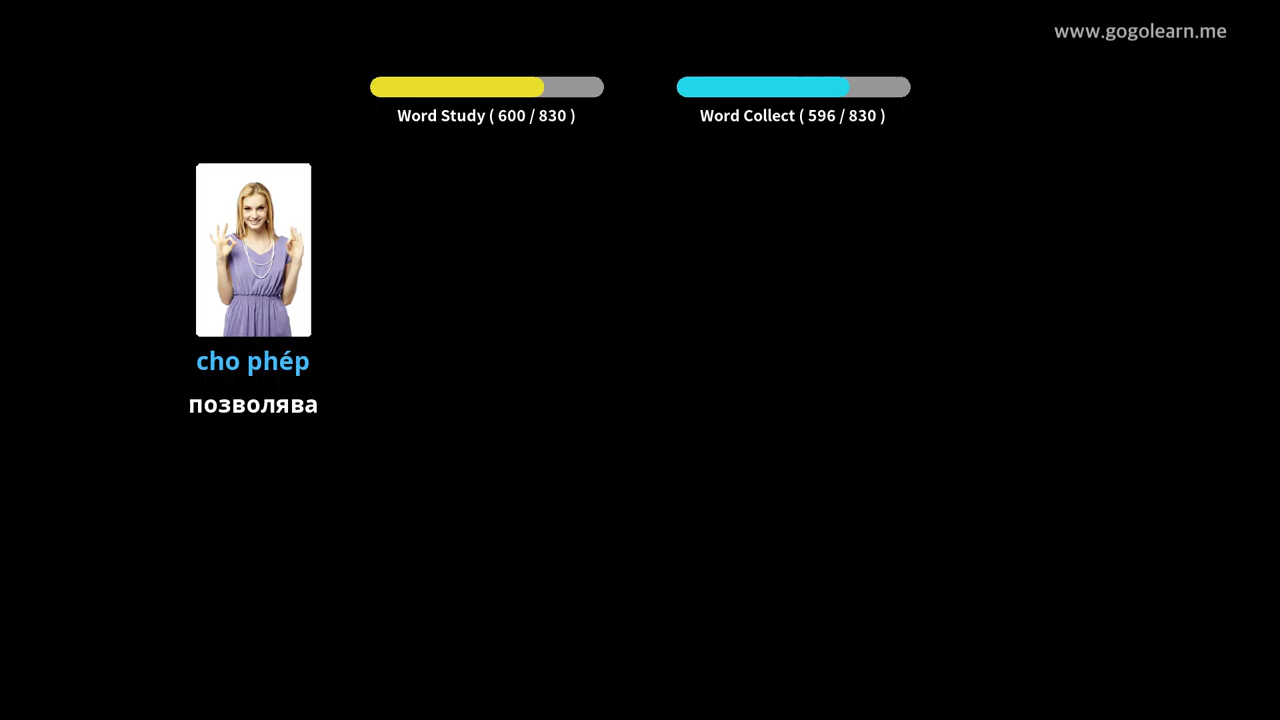 www.gogolearn.me
Word Study ( 600 / 830 )
Word Collect ( 596 / 830 )
cho phép
позволява